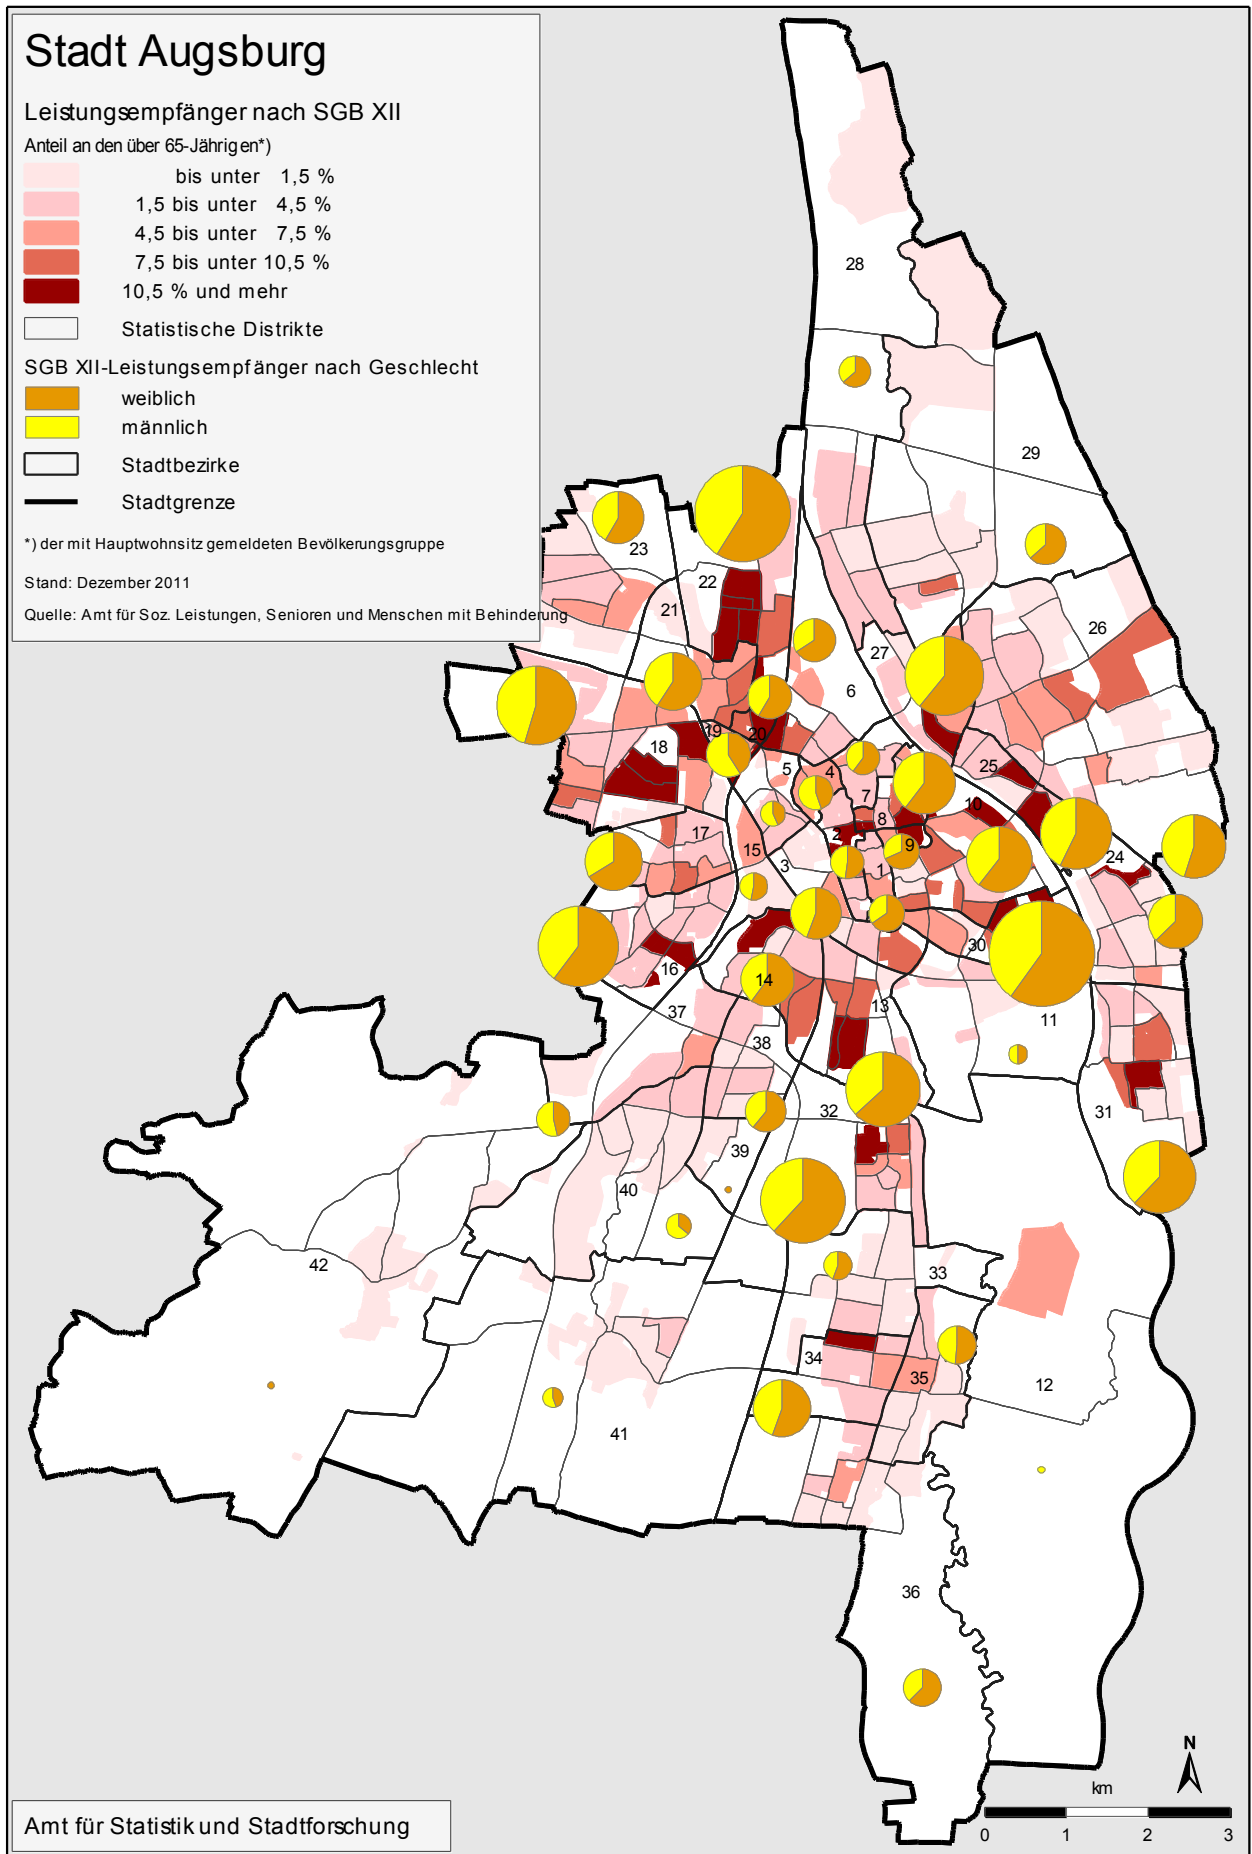 Stadt Augsburg
Leistungsempfänger nach SGB XII
Anteil an den über 65-Jährigen*)
bis unter 1,5 %
1,5 bis unter 4,5 %
4,5 bis unter 7,5 %
7,5 bis unter 10,5 %
10,5 % und mehr
Statistische Distrikte
SGB XII-Leistungsempfänger nach Geschlecht
weiblich
männlich
Stadtbezirke
Stadtgrenze
*) der mit Hauptwohnsitz gemeldeten Bevölkerungsgruppe
Stand: Dezember 2011
Quelle: Amt für Soz. Leistungen, Senioren und Menschen mit Behinderung
28
29
23
22
21
26
27
6
19
20
18
25
5
4
7
10
8
2
17
9
15
24
3
1
30
16
14
37
13
11
38
32
31
39
40
42
33
34
35
12
41
36
N
km
0 1 2 3
Amt für Statistik und Stadtforschung